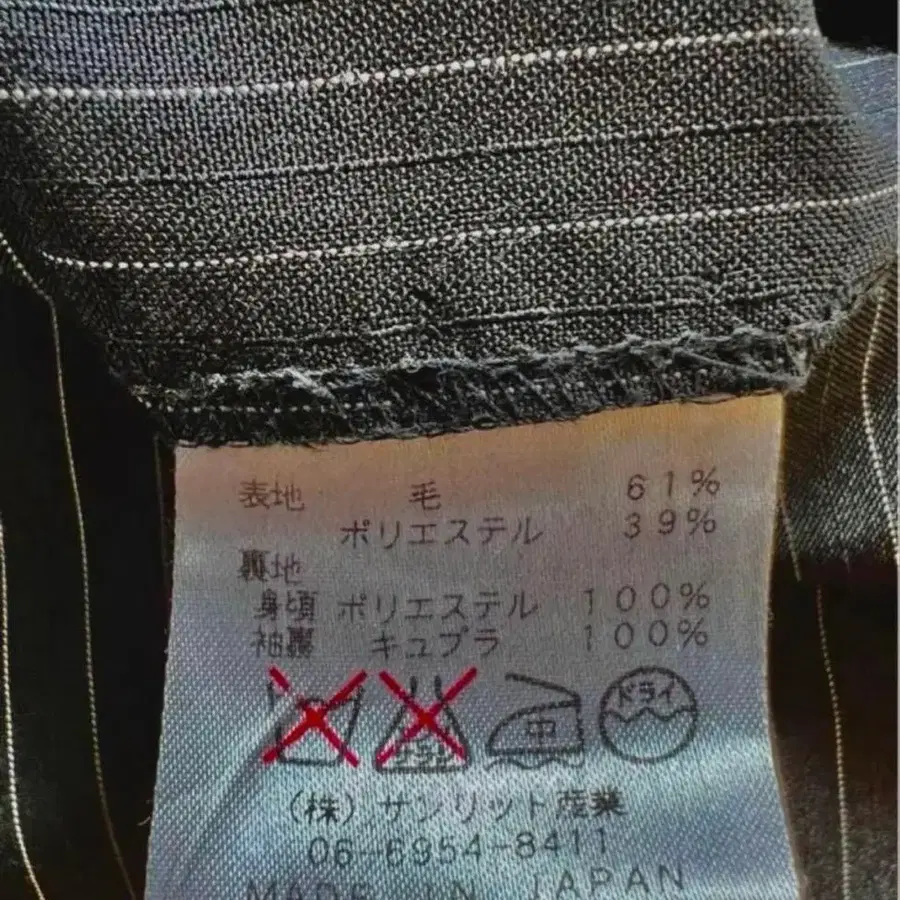 表地 毛 61%
ポリエステル 39%
裏地
身頃 ポリエステル 100%
袖裏 キュプラ 100%
中 ドライ
(株)サンリット産業
06-6954-8411
MADE IN JAPAN